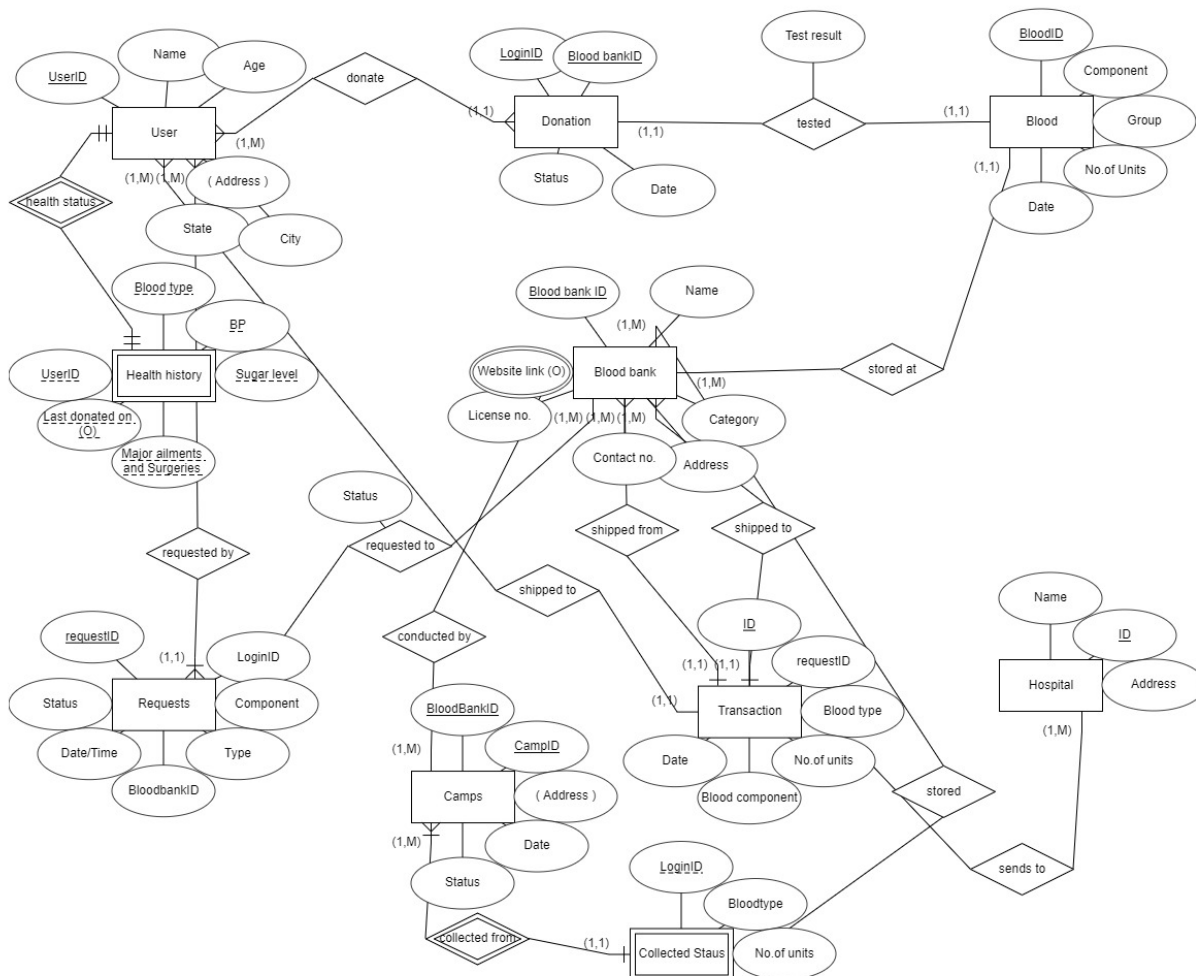 Name
Age
UserID
User
donate
LoginID
Blood bankID
Donation
Status
Date
(1,M)
(1,1)
(1,1)
Test result
tested
(1,1)
BloodID
Component
Group
No.of Units
Date
Blood
(1,1)
health status
(1,M)
(1,M)
( Address )
State
City
Blood type
BP
Sugar level
UserID
Health history
Last donated on
(O)
Major ailments
and Surgeries
Blood bank ID
Name
(1,M)
Website link (O)
Blood bank
License no.
(1,M)
(1,M)
(1,M)
(1,M)
Category
Contact no.
Address
stored at
Status
requested by
requested to
shipped from
shipped to
shipped to
conducted by
requestID
(1,1)
LoginID
Status
Requests
Component
Date/Time
Type
BloodbankID
BloodBankID
(1,M)
CampID
Camps
( Address )
(1,M)
Date
Status
ID
(1,1)
(1,1)
requestID
(1,1)
Transaction
Blood type
Date
No.of units
Blood component
Name
ID
Hospital
Address
(1,M)
stored
sends to
collected from
(1,1)
LoginID
Bloodtype
Collected Staus
No.of units